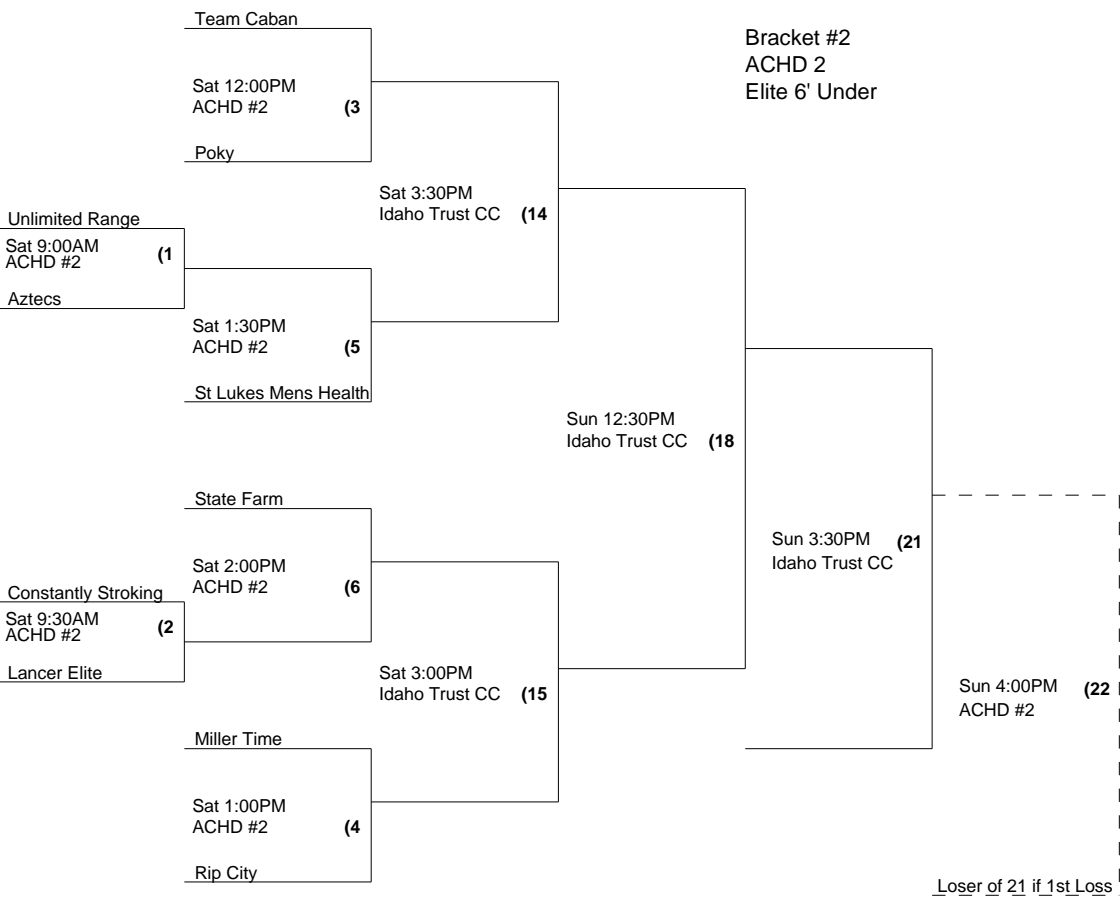 Team Caban
Bracket #2
ACHD 2
Elite 6' Under
Sat 12:00PM
ACHD #2 (3
Poky
Sat 3:30PM
Idaho Trust CC (14
Unlimited Range
Sat 9:00AM
ACHD #2 (1
Aztecs
Sat 1:30PM
ACHD #2 (5
St Lukes Mens Health
Sun 12:30PM
Idaho Trust CC (18
State Farm
Sun 3:30PM (21
Idaho Trust CC
Sat 2:00PM
ACHD #2 (6
Constantly Stroking
Sat 9:30AM
ACHD #2 (2
Lancer Elite
Sat 3:00PM
Idaho Trust CC (15
Sun 4:00PM (22
ACHD #2
Miller Time
Sat 1:00PM
ACHD #2 (4
Rip City
Loser of 21 if 1st Loss